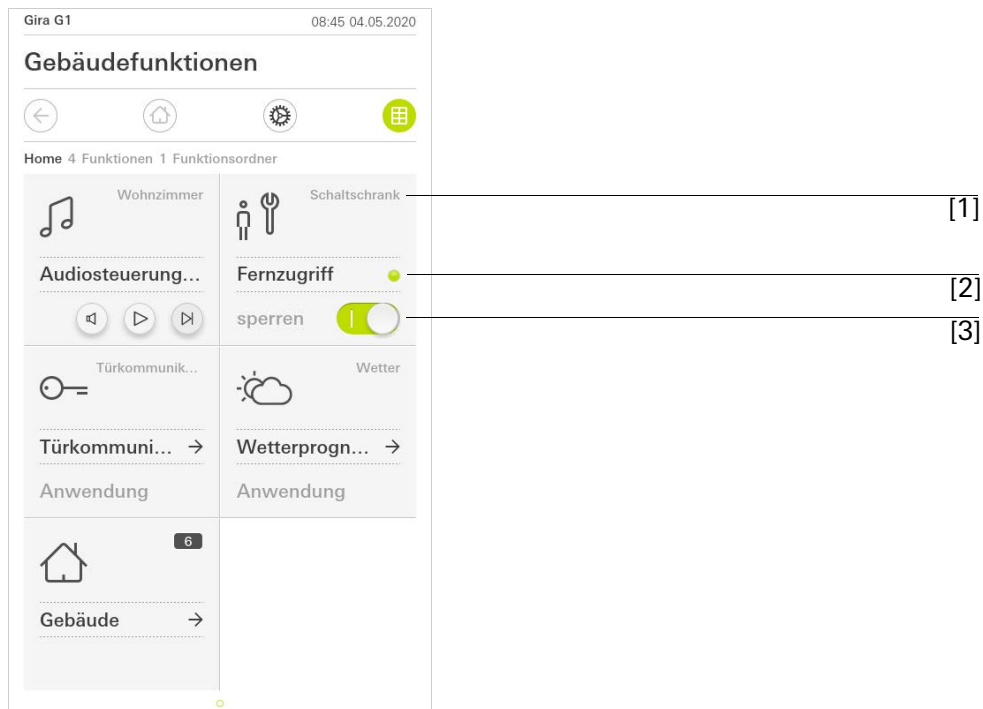 Gira G1 08:45 04.05.2020
Gebäudefunktionen
Home 4 Funktionen 1 Funktionsordner
Wohnzimmer
Audiosteuerung...
Schaltschrank
Fernzugriff
sperren
[1]
[2]
[3]
Türkommunik...
Türkommuni...
Anwendung
Wetter
Wetterprogn...
Anwendung
6
Gebäude